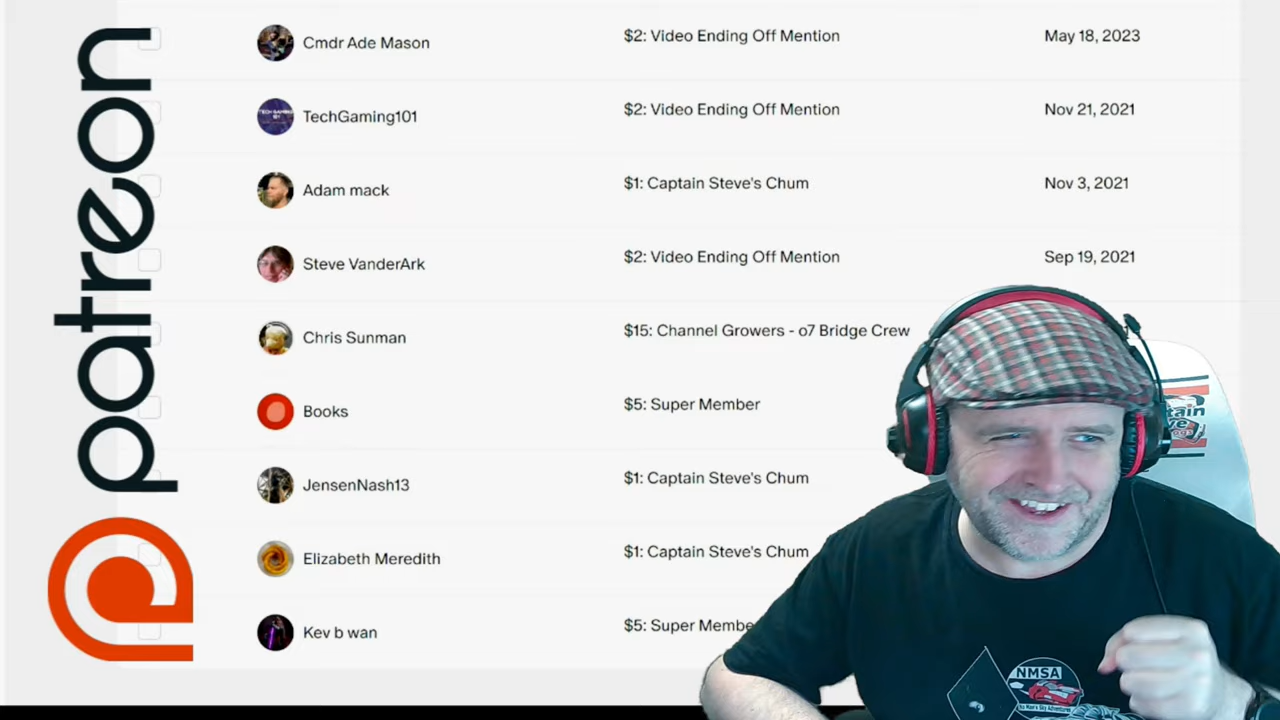 patreon
Cmdr Ade Mason $2: Video Ending Off Mention May 18, 2023
TechGaming101 $2: Video Ending Off Mention Nov 21, 2021
Adam mack $1: Captain Steve's Chum Nov 3, 2021
Steve VanderArk $2: Video Ending Off Mention Sep 19, 2021
Chris Sunman $15: Channel Growers - o7 Bridge Crew
Books $5: Super Member
JensenNash13 $1: Captain Steve's Chum
Elizabeth Meredith $1: Captain Steve's Chum
Kev b wan $5: Super Membe
tain
ve
NMSA